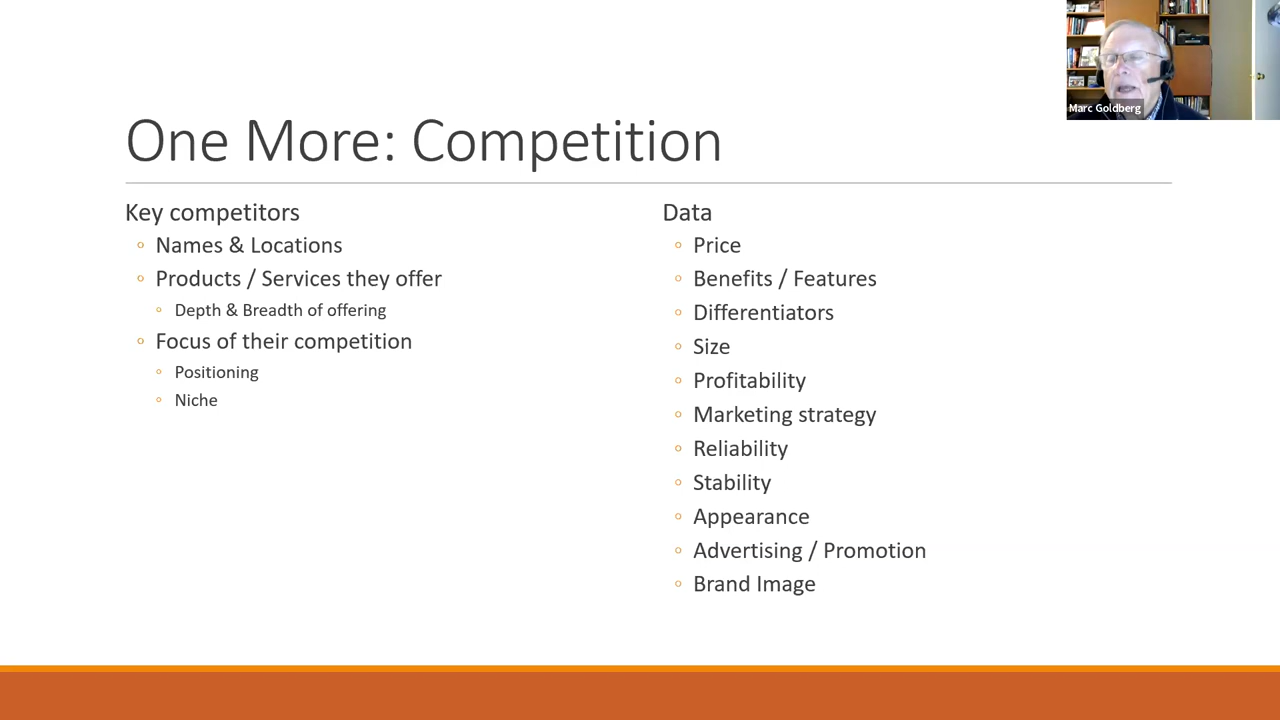 Marc Goldberg
One More: Competition
Key competitors
Names & Locations
Products / Services they offer
Depth & Breadth of offering
Focus of their competition
Positioning
Niche
Data
Price
Benefits / Features
Differentiators
Size
Profitability
Marketing strategy
Reliability
Stability
Appearance
Advertising / Promotion
Brand Image